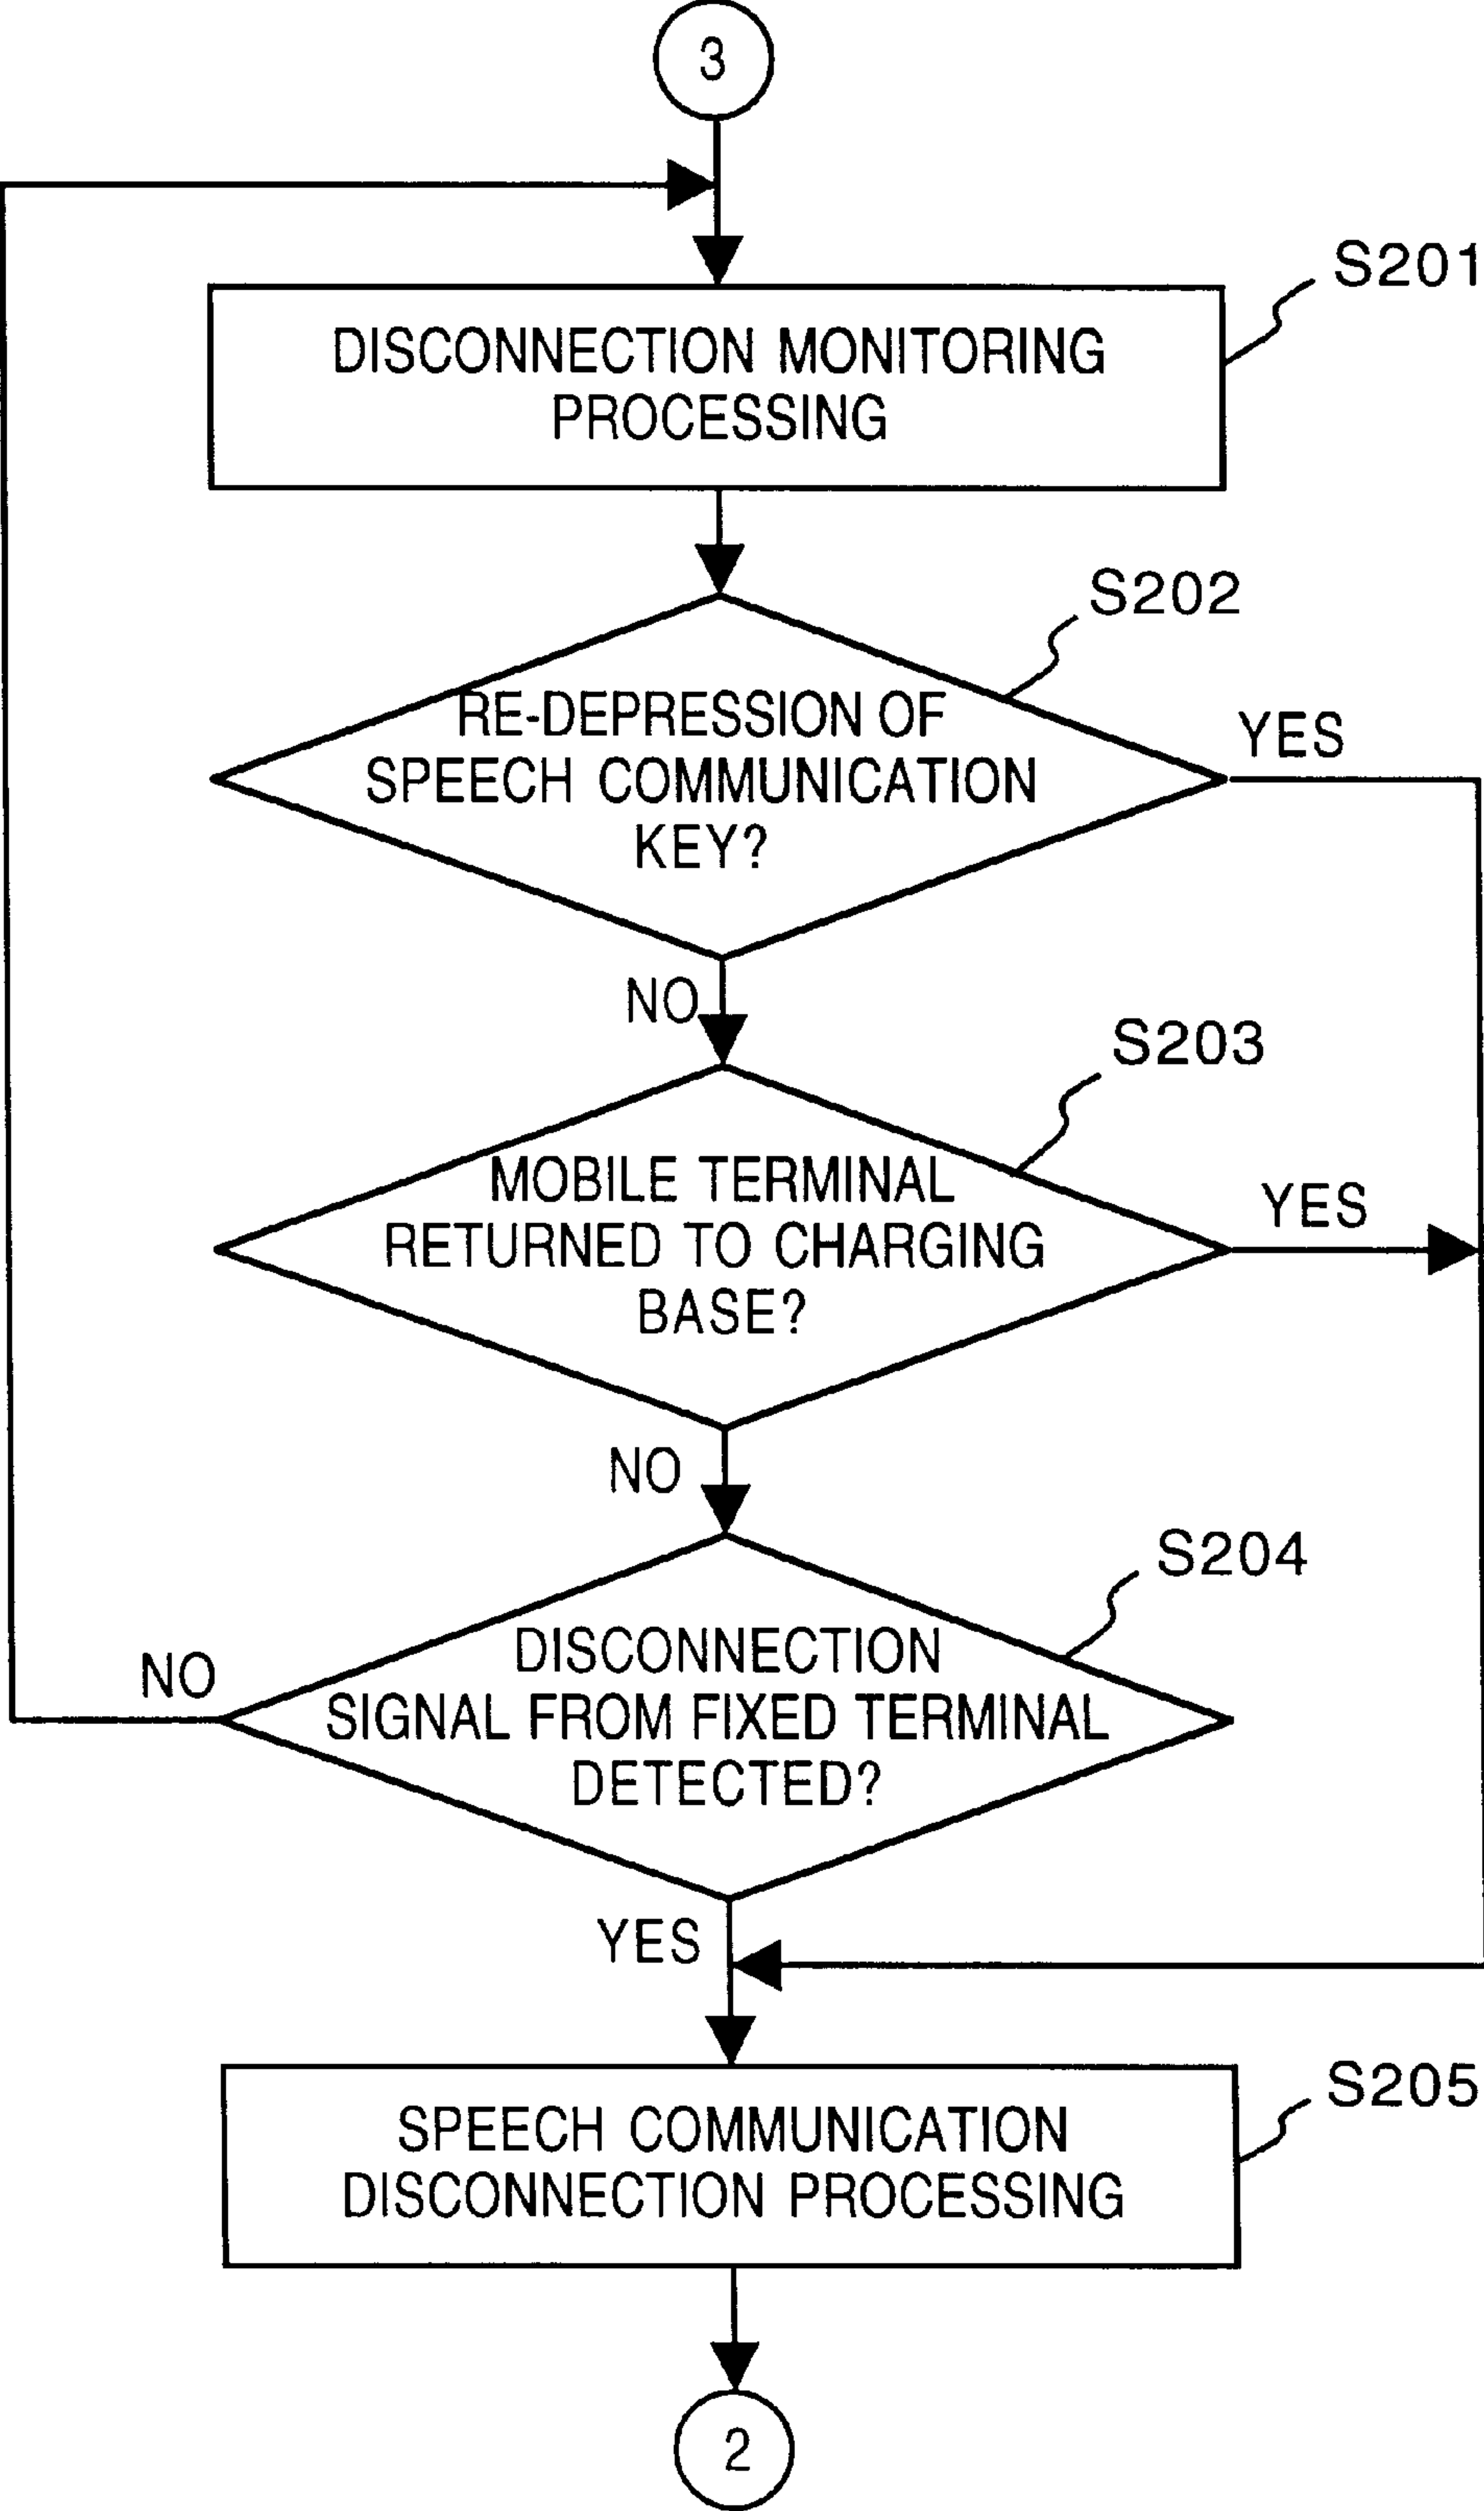 3
S201
DISCONNECTION MONITORING
PROCESSING
S202
RE-DEPRESSION OF
SPEECH COMMUNICATION
KEY?
YES
NO
S203
MOBILE TERMINAL
RETURNED TO CHARGING
BASE?
YES
NO
S204
DISCONNECTION
SIGNAL FROM FIXED TERMINAL
DETECTED?
NO
YES
S205
SPEECH COMMUNICATION
DISCONNECTION PROCESSING
2